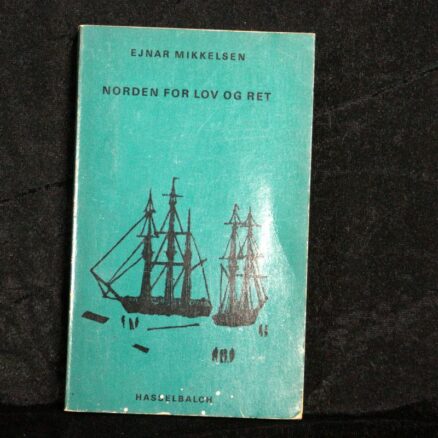 EJNAR MIKKELSEN
NORDEN FOR LOV OG RET
HASSELBALCH